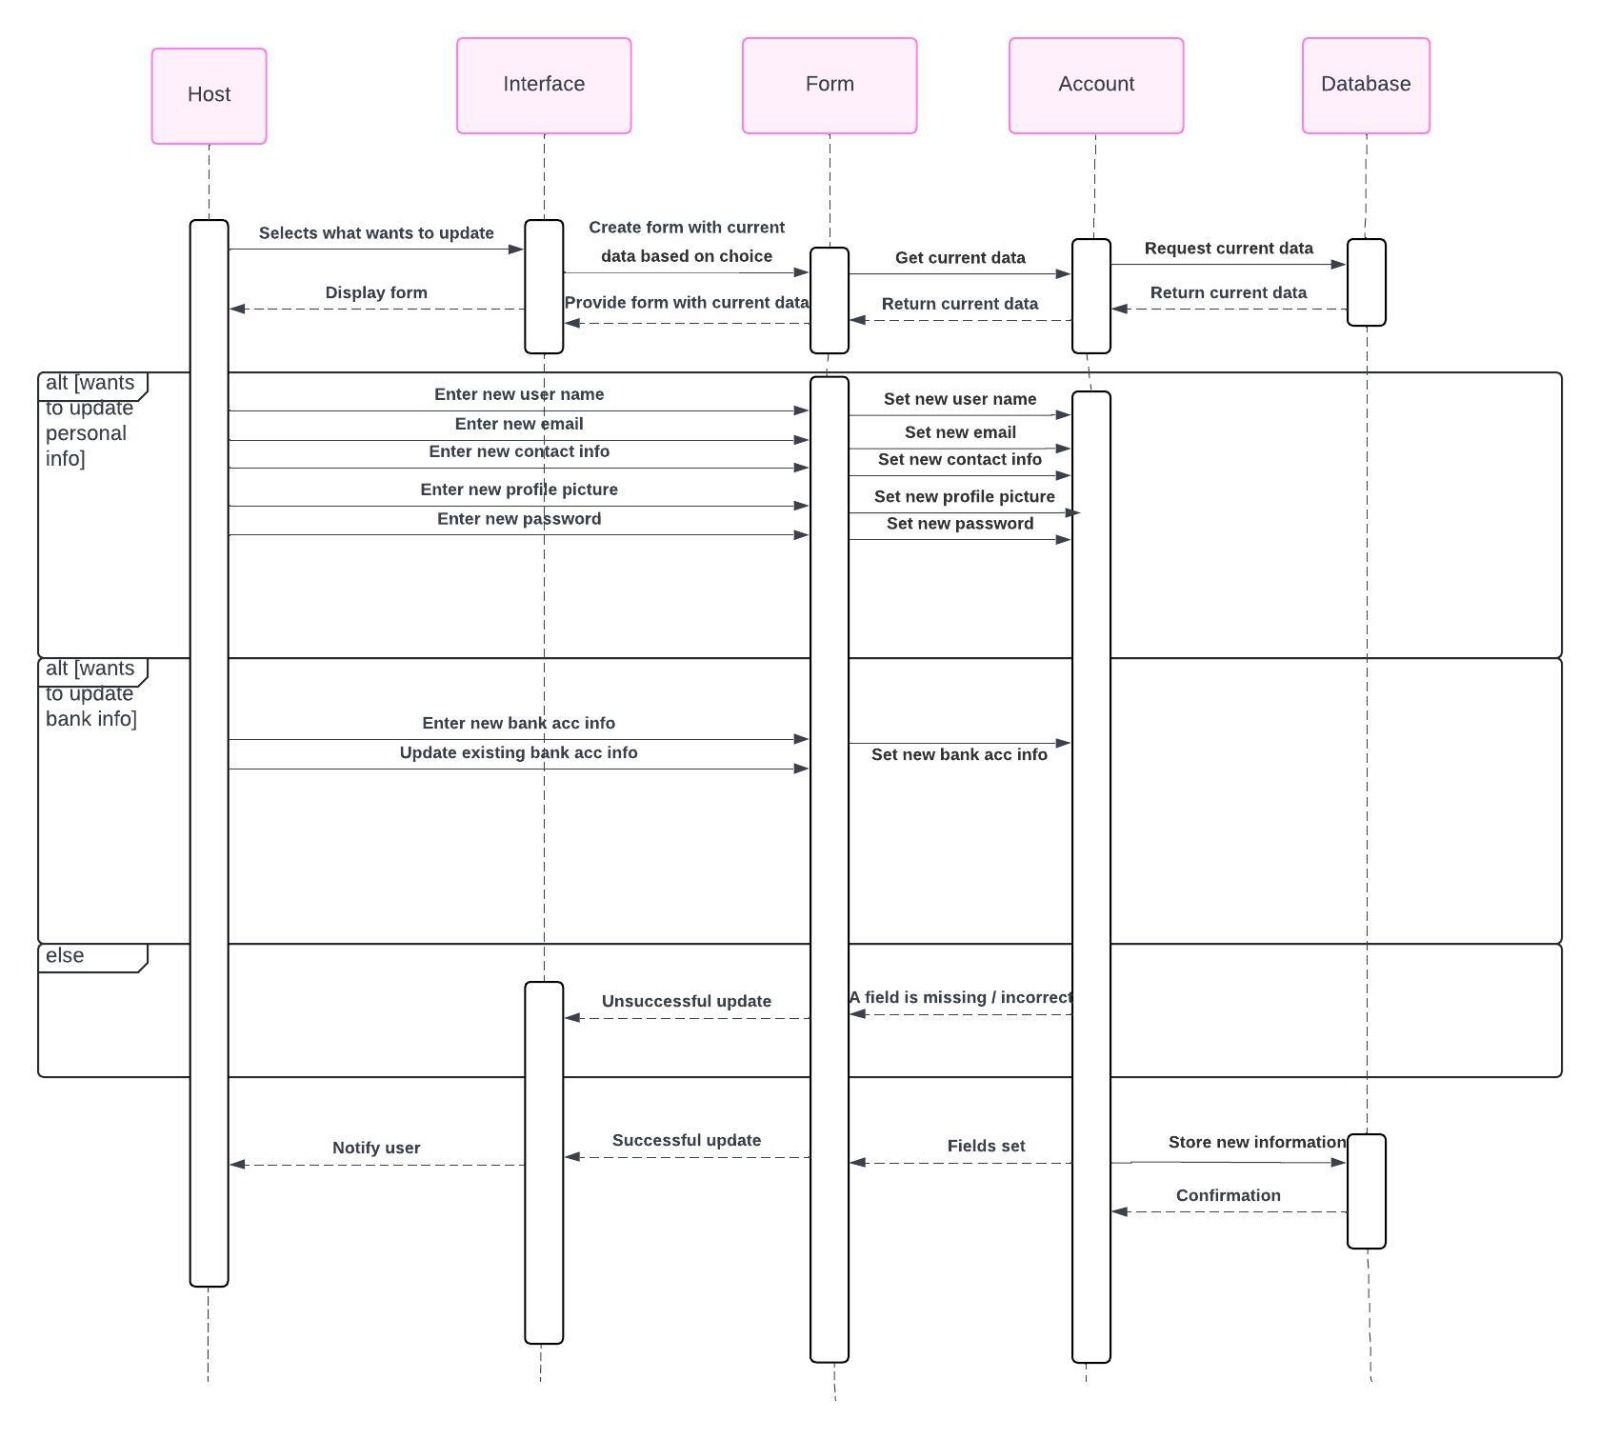 Host
Interface
Form
Account
Database
Selects what wants to update
Create form with current
data based on choice
Get current data
Request current data
Display form
Provide form with current data
Return current data
Return current data
alt [wants
to update
personal
info]
Enter new user name
Set new user name
Enter new email
Set new email
Enter new contact info
Set new contact info
Enter new profile picture
Set new profile picture
Enter new password
Set new password
alt [wants
to update
bank info]
Enter new bank acc info
Update existing bank acc info
Set new bank acc info
else
Unsuccessful update
A field is missing / incorrect
Notify user
Successful update
Fields set
Store new information
Confirmation